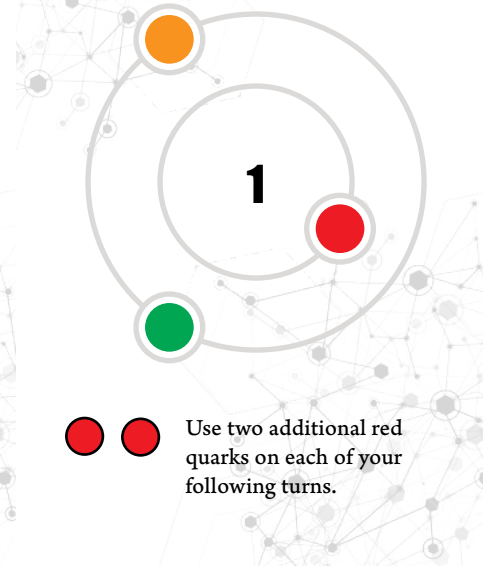 1
Use two additional red
quarks on each of your
following turns.